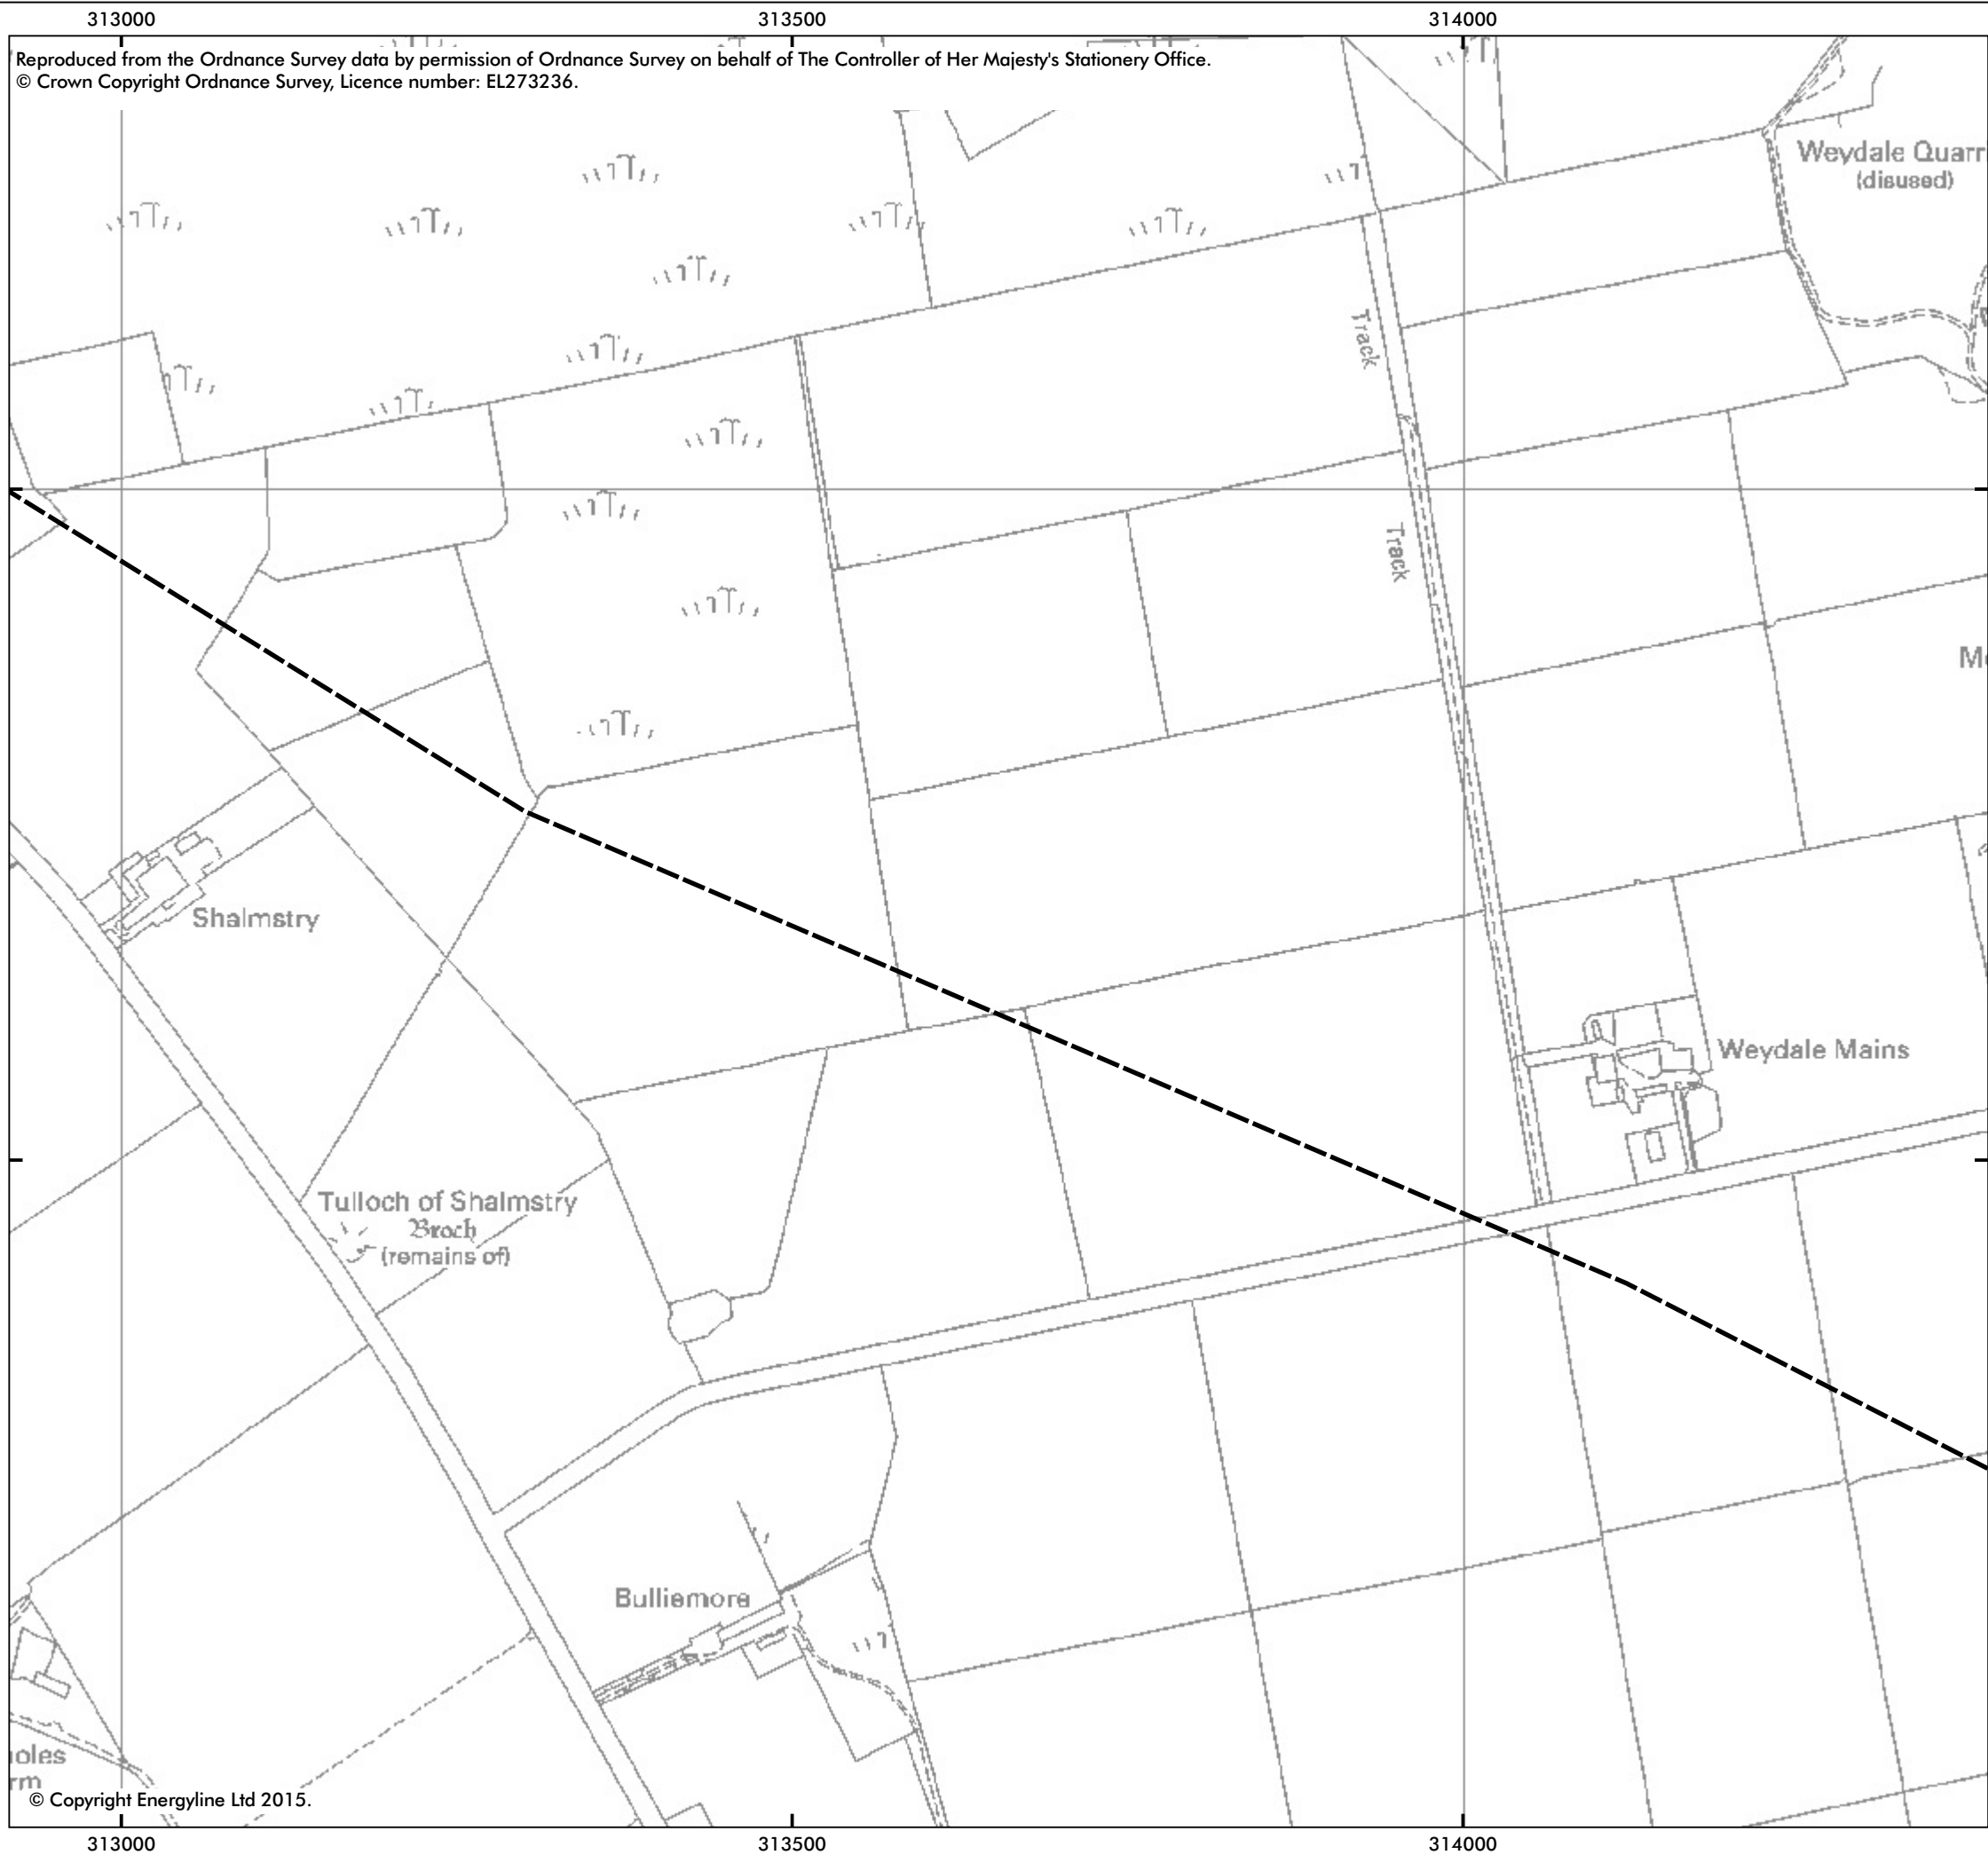 313000
313500
314000
Reproduced from the Ordnance Survey data by permission of Ordnance Survey on behalf of The Controller of Her Majesty's Stationery Office.
© Crown Copyright Ordnance Survey, Licence number: EL273236.
Weydale Quarr
(disused)
Track
Track
M
Shalmstry
Weydale Mains
Tulloch of Shalmstry
Broch
(remains of)
Bulliemore
oles
rm
© Copyright Energyline Ltd 2015.
313000
313500
314000